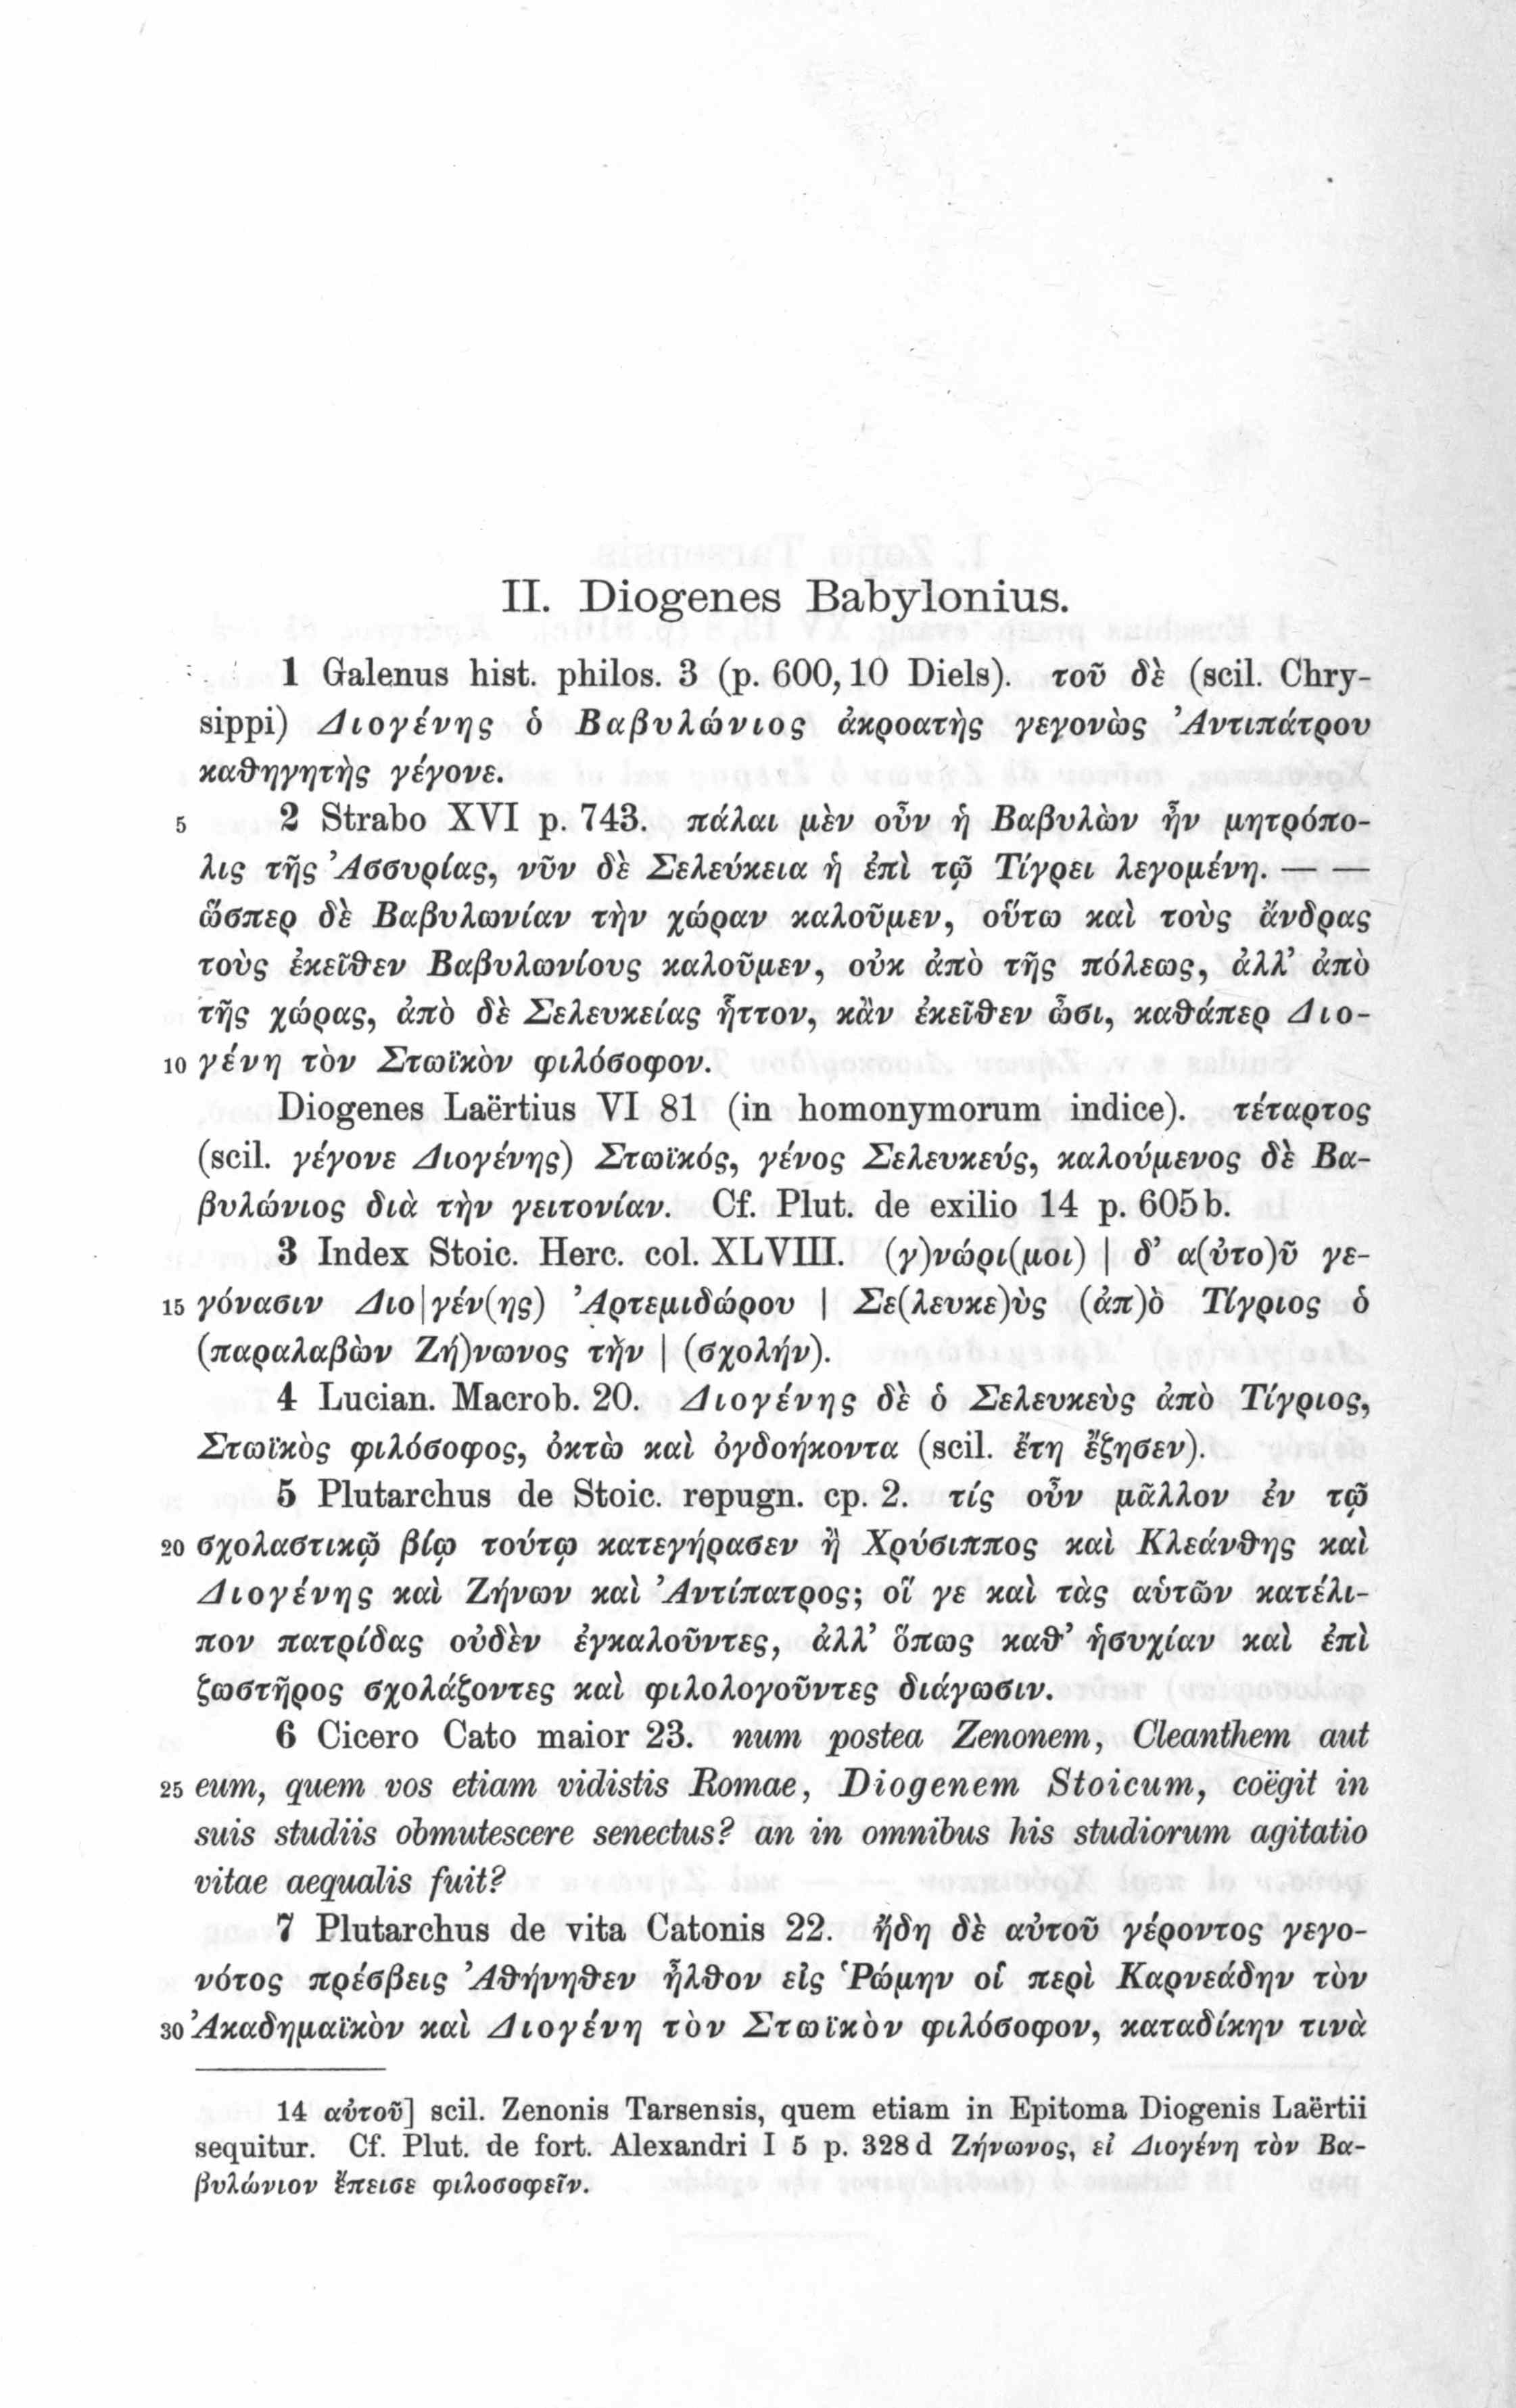 II. Diogenes Babylonius.
1 Galenus hist. philos. 3 (p. 600,10 Diels). τοῦ δὲ (scil. Chry-
sippi) Διογένης ὁ Βαβυλώνιος ἀκροατὴς γεγονὼς Ἀντιπάτρου
καθηγητὴς γέγονε.
5 2 Strabo XVI p. 743. πάλαι μὲν οὖν ἡ Βαβυλὼν ἦν μητρόπο-
λις τῆς Ἀσσυρίας, νῦν δὲ Σελεύκεια ἡ ἐπὶ τῷ Τίγρει λεγομένη. — —
ὥσπερ δὲ Βαβυλωνίαν τὴν χώραν καλοῦμεν, οὕτω καὶ τοὺς ἄνδρας
τοὺς ἐκεῖθεν Βαβυλωνίους καλοῦμεν, οὐκ ἀπὸ τῆς πόλεως, ἀλλ’ ἀπὸ
τῆς χώρας, ἀπὸ δὲ Σελευκείας ἧττον, κἂν ἐκεῖθεν ὦσι, καθάπερ Διο-
10 γένη τὸν Στωϊκὸν φιλόσοφον.
Diogenes Laërtius VI 81 (in homonymorum indice). τέταρτος
(scil. γέγονε Διογένης) Στωϊκός, γένος Σελευκεύς, καλούμενος δὲ Βα-
βυλώνιος διὰ τὴν γειτονίαν. Cf. Plut. de exilio 14 p. 605b.
3 Index Stoic. Herc. col. XLVIII. (γ)νώρι(μοι) | δ’ α(ὐτο)ῦ γε-
15 γόνασιν Διο|γέν(ης) Ἀρτεμιδώρου | Σε(λευκε)ὺς (ἀπ)ὸ Τίγριος ὁ
(παραλαβὼν Ζή)νωνος τὴν | (σχολήν).
4 Lucian. Macrob. 20. Διογένης δὲ ὁ Σελευκεὺς ἀπὸ Τίγριος,
Στωϊκὸς φιλόσοφος, ὀκτὼ καὶ ὀγδοήκοντα (scil. ἔτη ἔζησεν).
5 Plutarchus de Stoic. repugn. cp. 2. τίς οὖν μᾶλλον ἐν τῷ
20 σχολαστικῷ βίῳ τούτῳ κατεγήρασεν ἢ Χρύσιππος καὶ Κλεάνθης καὶ
Διογένης καὶ Ζήνων καὶ Ἀντίπατρος; οἵ γε καὶ τὰς αὑτῶν κατέλι-
πον πατρίδας οὐδὲν ἐγκαλοῦντες, ἀλλ’ ὅπως καθ’ ἡσυχίαν καὶ ἐπὶ
ζωστῆρος σχολάζοντες καὶ φιλολογοῦντες διάγωσιν.
6 Cicero Cato maior 23. num postea Zenonem, Cleanthem aut
25 eum, quem vos etiam vidistis Romae, Diogenem Stoicum, coëgit in
suis studiis obmutescere senectus? an in omnibus his studiorum agitatio
vitae aequalis fuit?
7 Plutarchus de vita Catonis 22. ἤδη δὲ αὐτοῦ γέροντος γεγο-
νότος πρέσβεις Ἀθήνηθεν ἦλθον εἰς Ῥώμην οἱ περὶ Καρνεάδην τὸν
30 Ἀκαδημαϊκὸν καὶ Διογένη τὸν Στωϊκὸν φιλόσοφον, καταδίκην τινὰ
14 αὐτοῦ] scil. Zenonis Tarsensis, quem etiam in Epitoma Diogenis Laërtii
sequitur. Cf. Plut. de fort. Alexandri I 5 p. 328d Ζήνωνος, εἰ Διογένη τὸν Βα-
βυλώνιον ἔπεισε φιλοσοφεῖν.